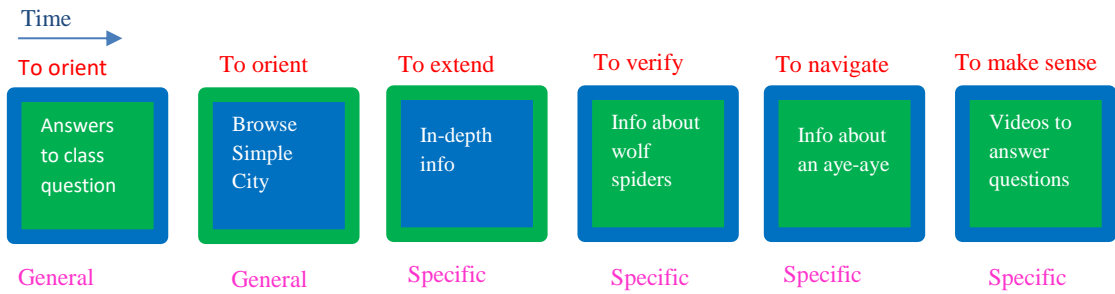 Time
To orient
To orient
To extend
To verify
To navigate
To make sense
Answers
to class
question
Browse
Simple
City
In-depth
info
Info about
wolf
spiders
Info about
an aye-aye
Videos to
answer
questions
General
General
Specific
Specific
Specific
Specific